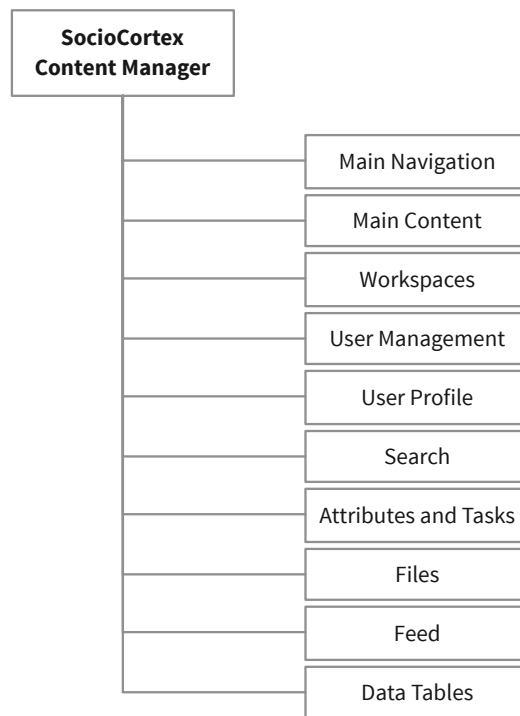 SocioCortex
Content Manager
Main Navigation
Main Content
Workspaces
User Management
User Profile
Search
Attributes and Tasks
Files
Feed
Data Tables